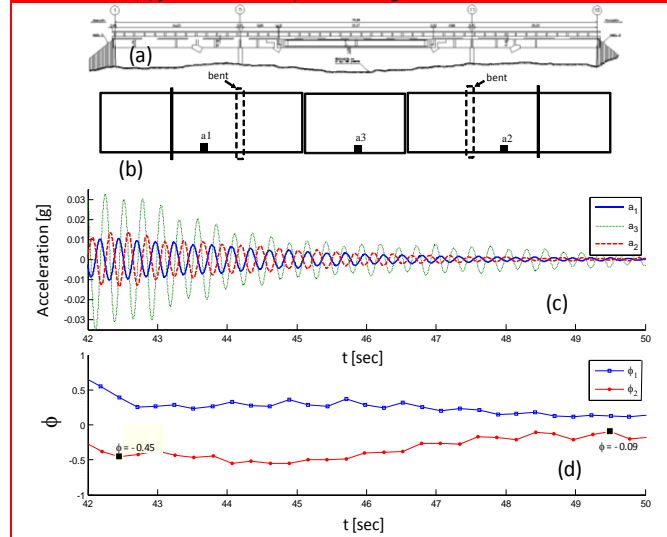 (a)
bent
bent
a1
a3
a2
(b)
Acceleration [g]
0.03
0.02
0.01
0
-0.01
-0.02
-0.03
a1
a3
a2
(c)
42 43 44 45 46 47 48 49 50
t [sec]
ϕ
1
0.5
0
-0.5
-1
ϕ1
ϕ2
ϕ = - 0.45
ϕ = - 0.09
(d)
42 43 44 45 46 47 48 49 50
t [sec]